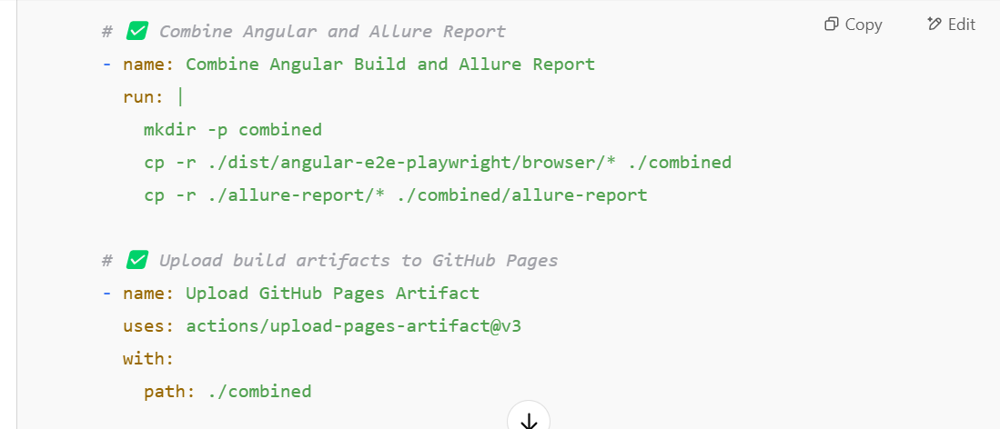 # ✅ Combine Angular and Allure Report
Copy
Edit
- name: Combine Angular Build and Allure Report
run: |
mkdir -p combined
cp -r ./dist/angular-e2e-playwright/browser/* ./combined
cp -r ./allure-report/* ./combined/allure-report
# ✅ Upload build artifacts to GitHub Pages
- name: Upload GitHub Pages Artifact
uses: actions/upload-pages-artifact@v3
with:
path: ./combined